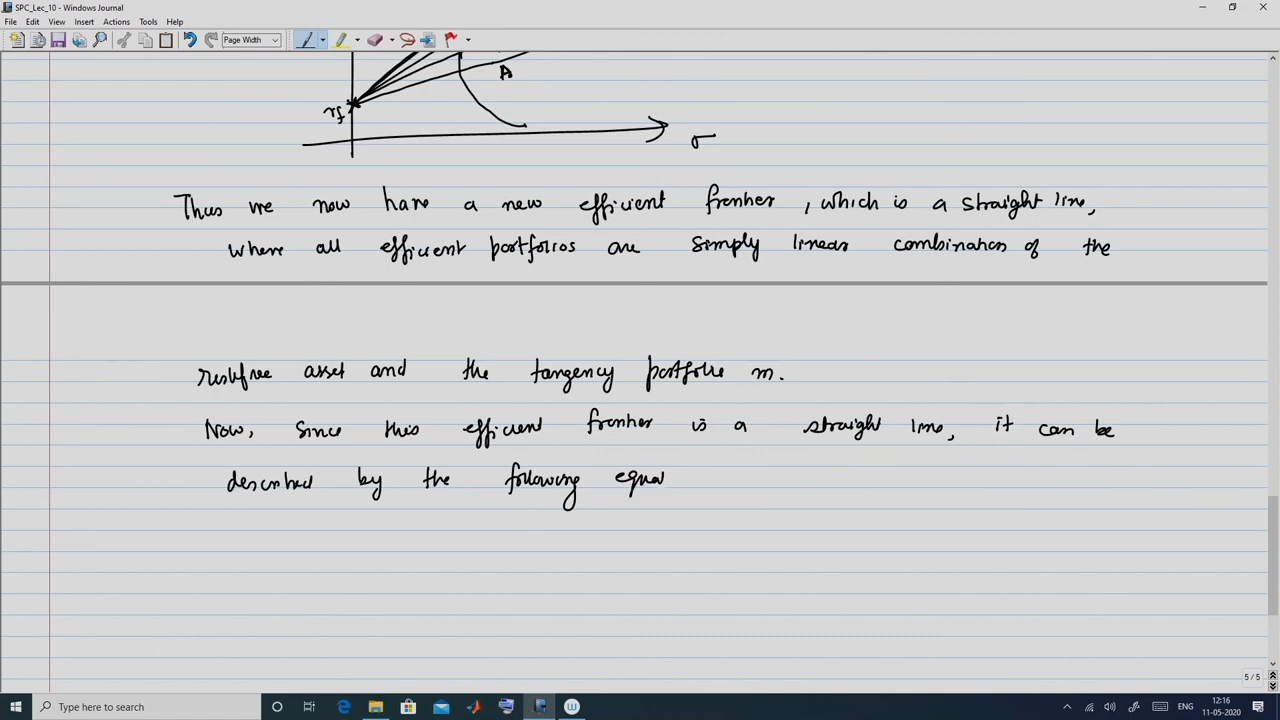 SPC_Lec_10 - Windows Journal
File Edit View Insert Actions Tools Help
Page Width
A
rf
σ
Thus we now have a new efficient frontier, which is a straight line,
where all efficient portfolios are simply linear combination of the
riskfree asset and the tangency portfolio m.
Now, since this efficient frontier is a straight line, it can be
described by the following equa
5 / 5
Type here to search
ENG
12:16
11-05-2020